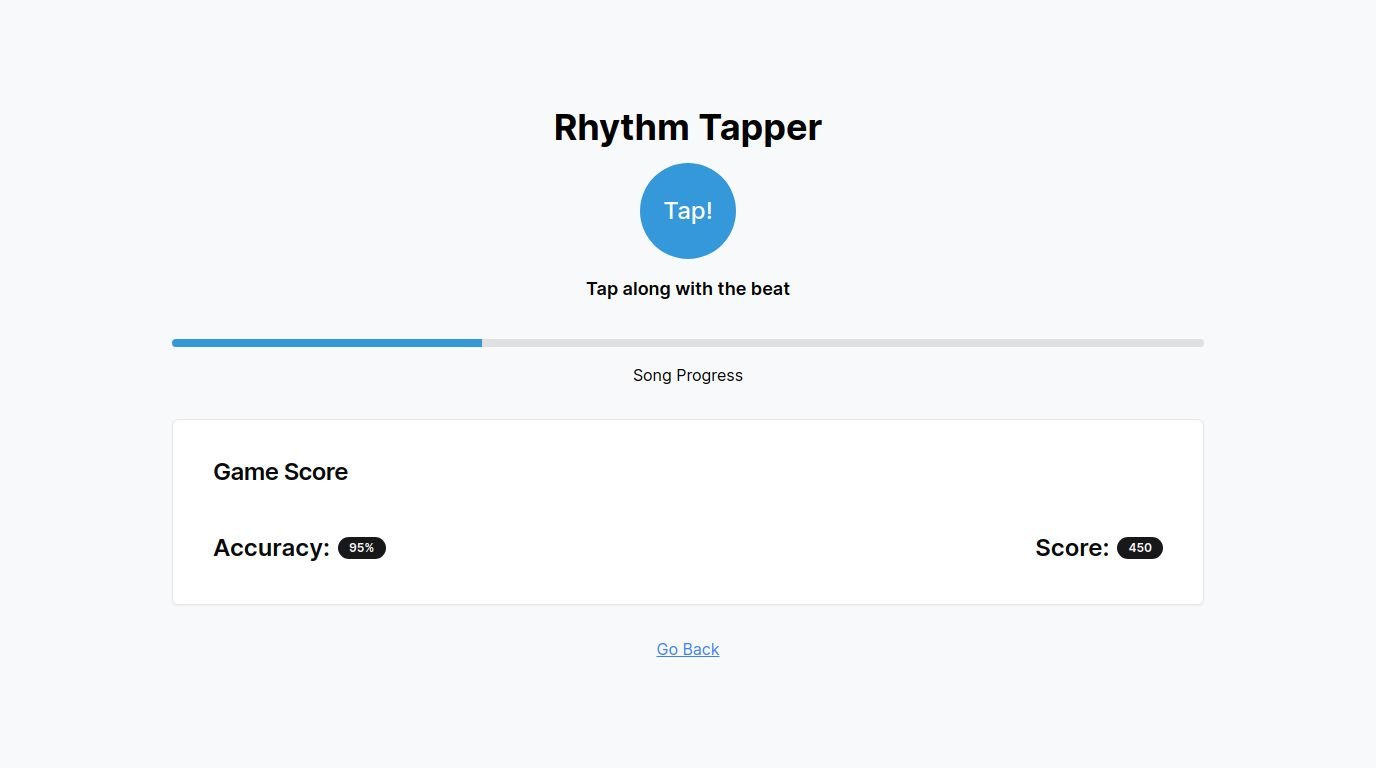 Rhythm Tapper
Tap!
Tap along with the beat
Song Progress
Game Score
Accuracy: 95%
Score: 450
Go Back